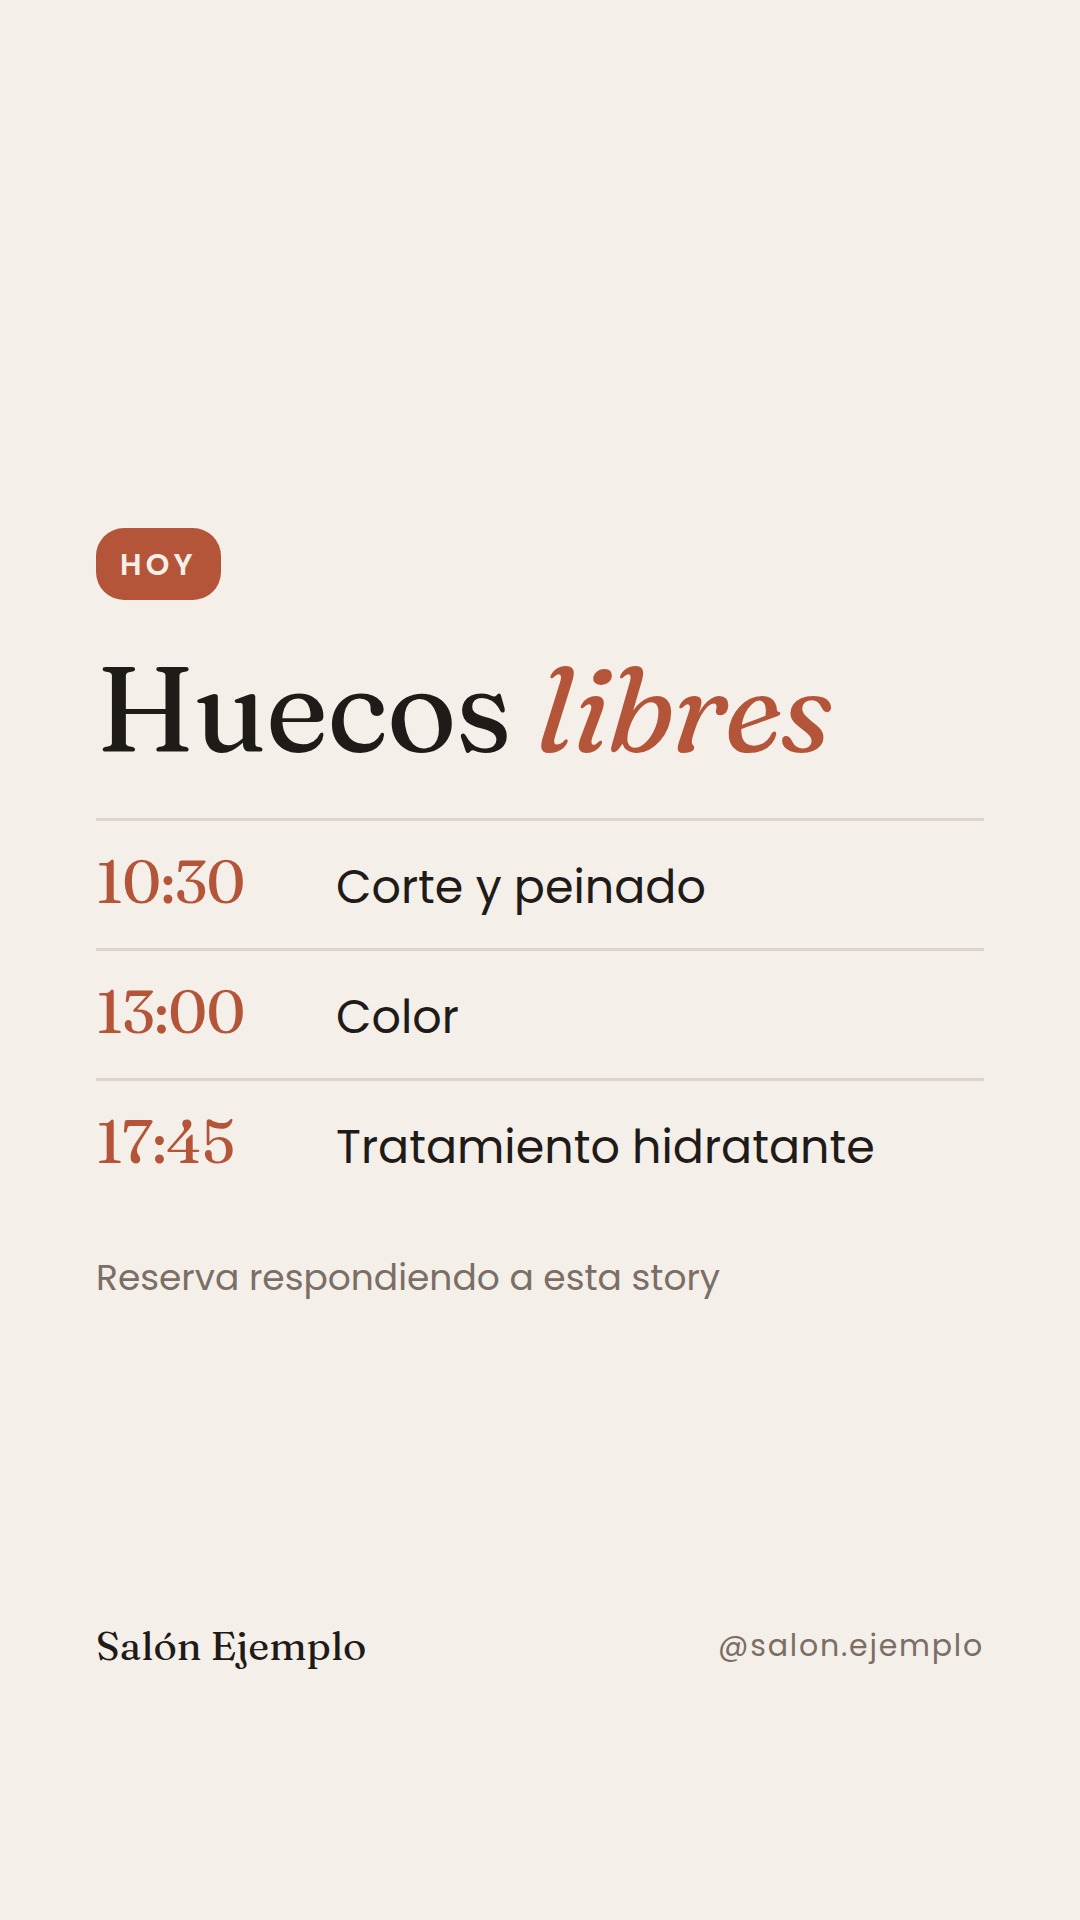 HOY
Huecos libres
10:30 Corte y peinado
13:00 Color
17:45 Tratamiento hidratante
Reserva respondiendo a esta story
Salón Ejemplo @salon.ejemplo